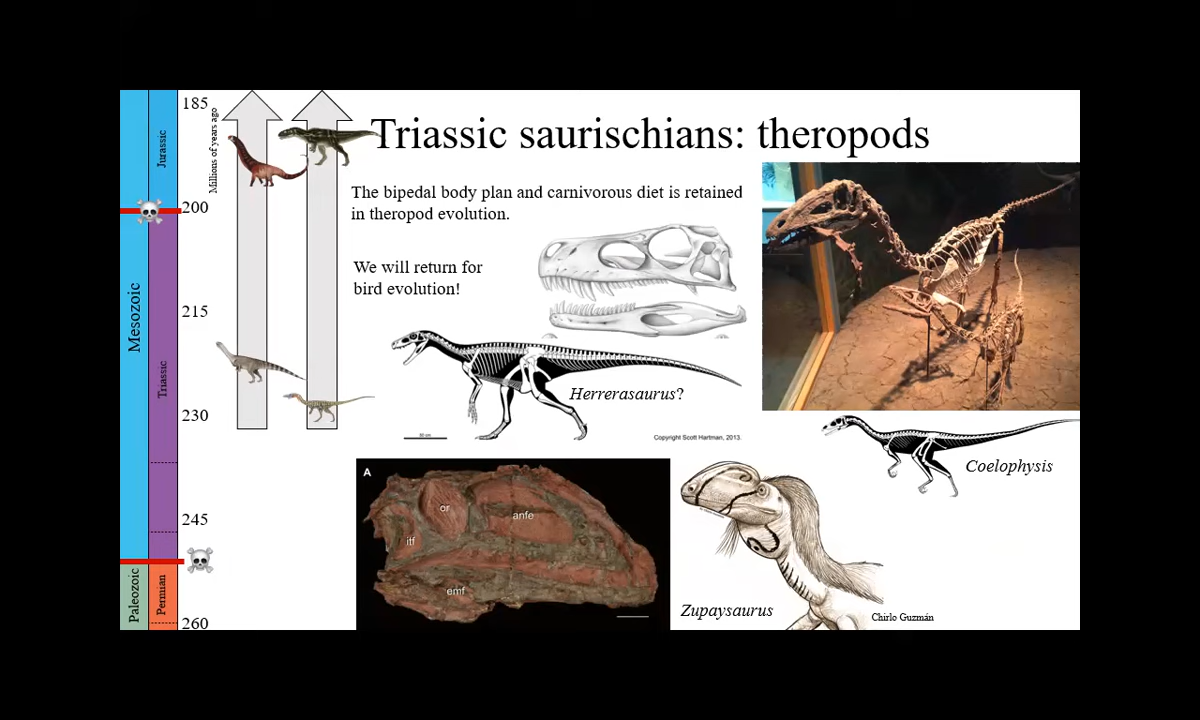 Triassic saurischians: theropods
The bipedal body plan and carnivorous diet is retained
in theropod evolution.
We will return for
bird evolution!
Herrerasaurus?
Copyright Scott Hartman, 2013.
Coelophysis
A
or
anfe
itf
emf
Zupaysaurus
Chirlo Guzmán
185
200
215
230
245
260
Millions of years ago
Jurassic
Triassic
Permian
Mesozoic
Paleozoic